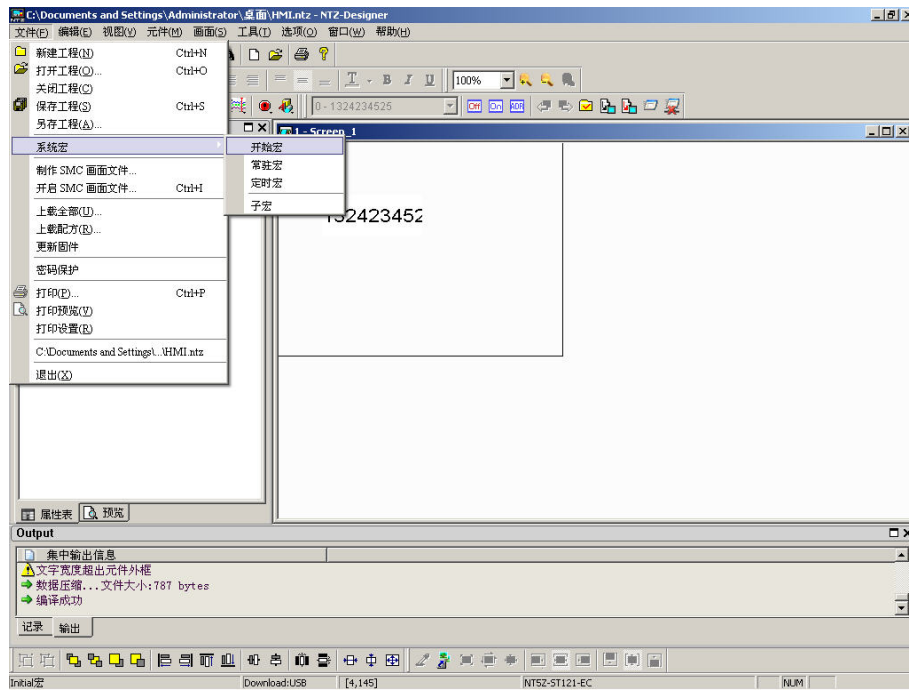 C:\Documents and Settings\Administrator\桌面\HMI.ntz - NTZ-Designer
文件(F) 编辑(E) 视图(V) 元件(M) 画面(S) 工具(T) 选项(O) 窗口(W) 帮助(H)
新建工程(N) Ctrl+N
打开工程(O)... Ctrl+O
关闭工程(C)
保存工程(S) Ctrl+S
另存工程(A)...
系统宏
制作 SMC 画面文件...
开启 SMC 画面文件... Ctrl+I
上载全部(U)...
上载配方(R)...
更新固件
密码保护
打印(P)... Ctrl+P
打印预览(V)
打印设置(R)
C:\Documents and Settings\...\HMI.ntz
退出(X)
开始宏
常驻宏
定时宏
子宏
B I U 100%
0 - 1324234525 Off On ADR
1 - Screen_1
132423452
属性表 预览
Output
集中输出信息
文字宽度超出元件外框
数据压缩...文件大小:787 bytes
编译成功
记录 输出
Initial宏 Download:USB [4,145] NT5Z-ST121-EC NUM